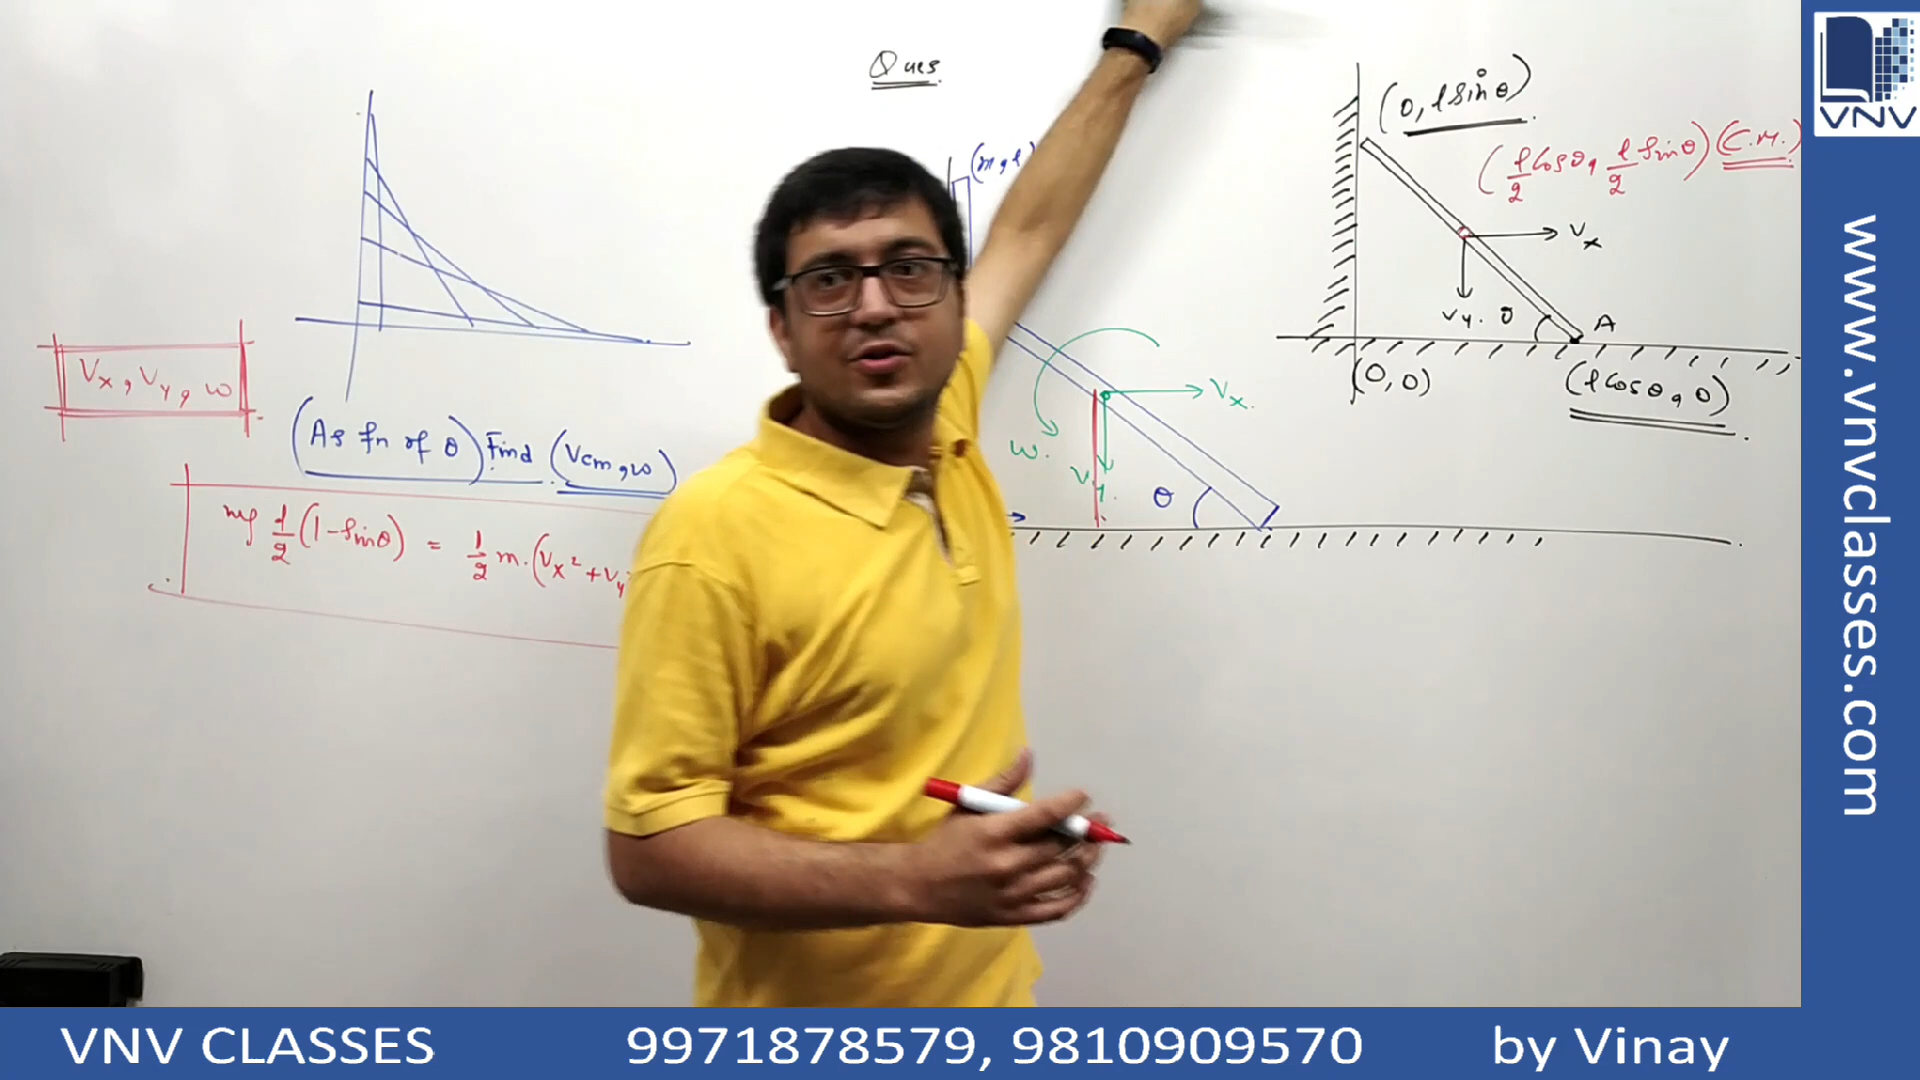 Ques
(m, l)
(0, l sinθ)
(l/2 cosθ, l/2 sinθ) (C.M.)
Vx
Vy.
θ
A
(0, 0)
(l cosθ, 0)
Vx, Vy, ω
(As fn of θ) Find (Vcm, ω)
mg l/2 (1 - sinθ) = 1/2 m. (Vx² + Vy
ω.
Vx
Vy.
θ
VNV
www.vnvclasses.com
VNV CLASSES 9971878579, 9810909570 by Vinay